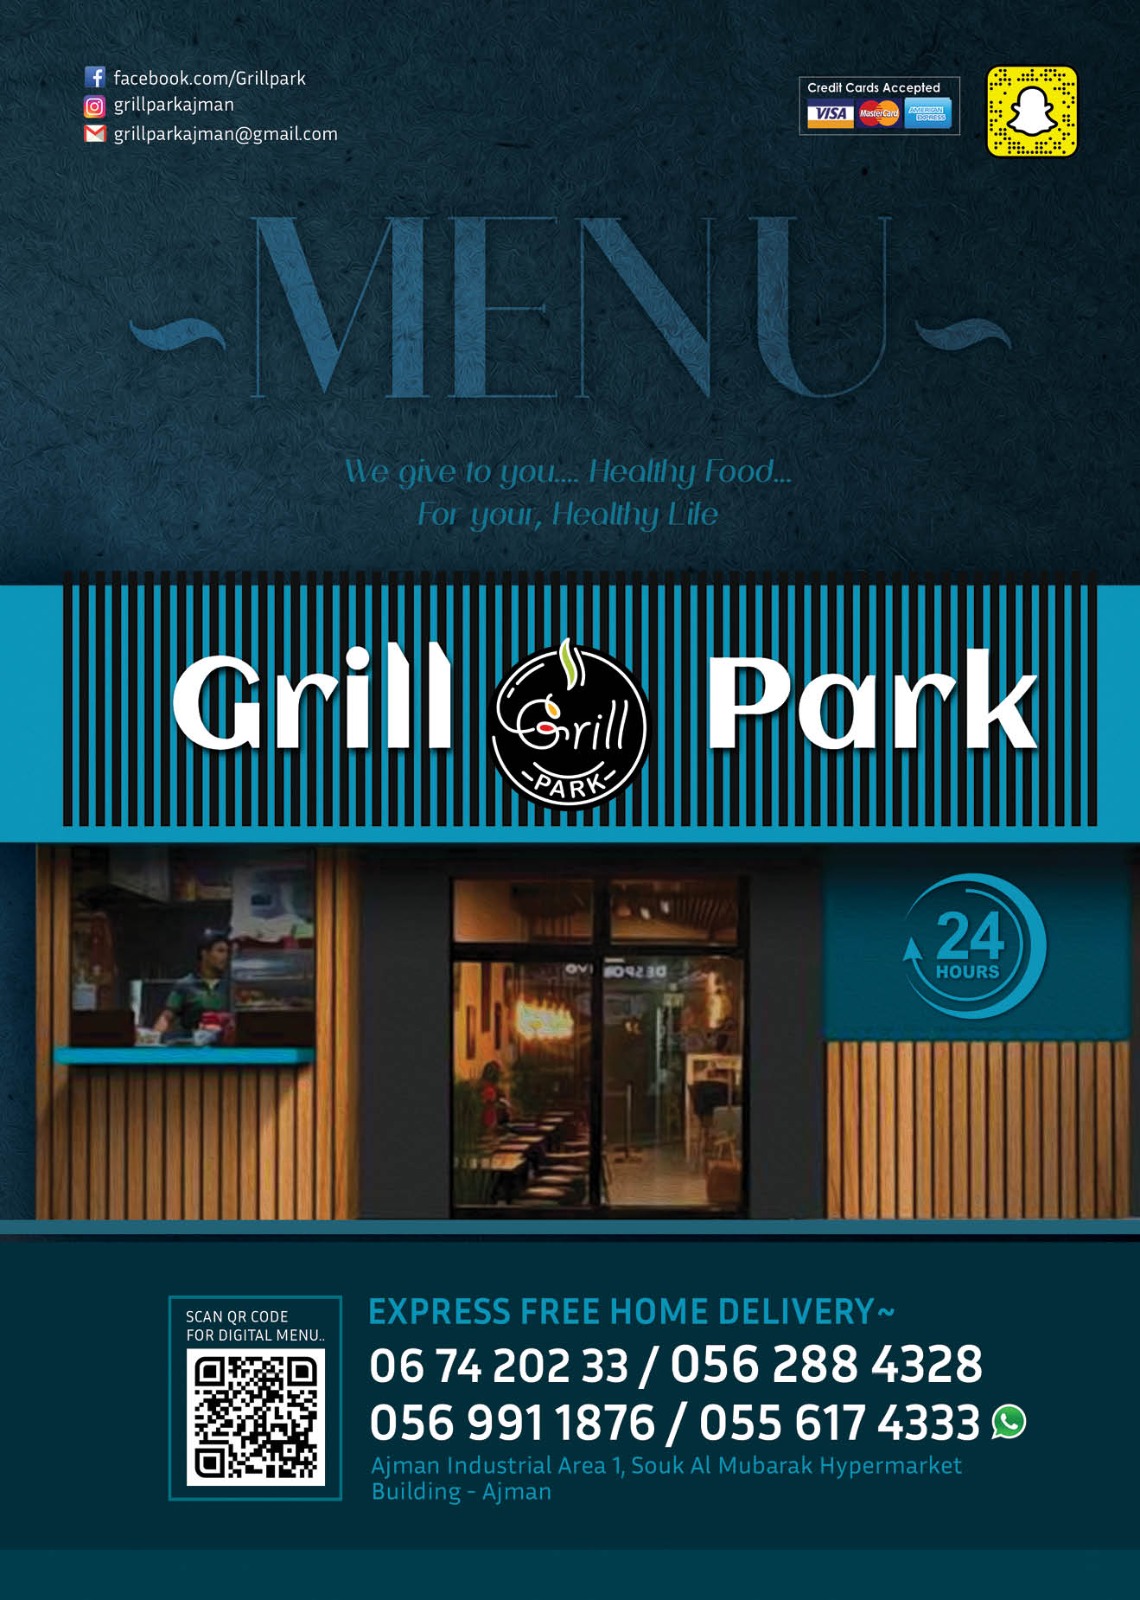 facebook.com/Grillpark
grillparkajman
grillparkajman@gmail.com
Credit Cards Accepted
VISA MasterCard AMERICAN EXPRESS
~MENU~
We give to you.... Healthy Food...
For your, Healthy Life
Grill Park
Grill
-PARK-
24
HOURS
SCAN QR CODE
FOR DIGITAL MENU..
EXPRESS FREE HOME DELIVERY~
06 74 202 33 / 056 288 4328
056 991 1876 / 055 617 4333
Ajman Industrial Area 1, Souk Al Mubarak Hypermarket
Building - Ajman